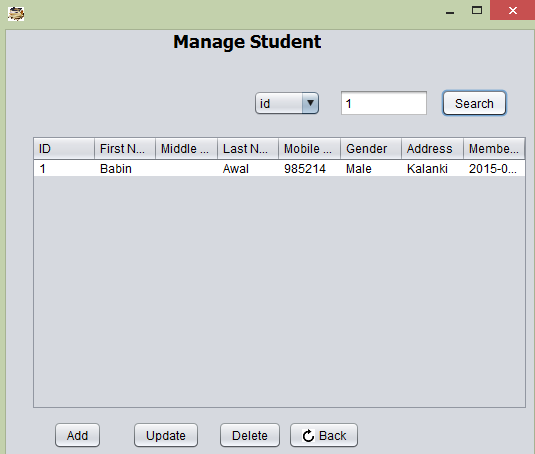 Manage Student
id 1 Search
ID First N... Middle ... Last N... Mobile ... Gender Address Membe...
1 Babin Awal 985214 Male Kalanki 2015-0...
Add Update Delete Back